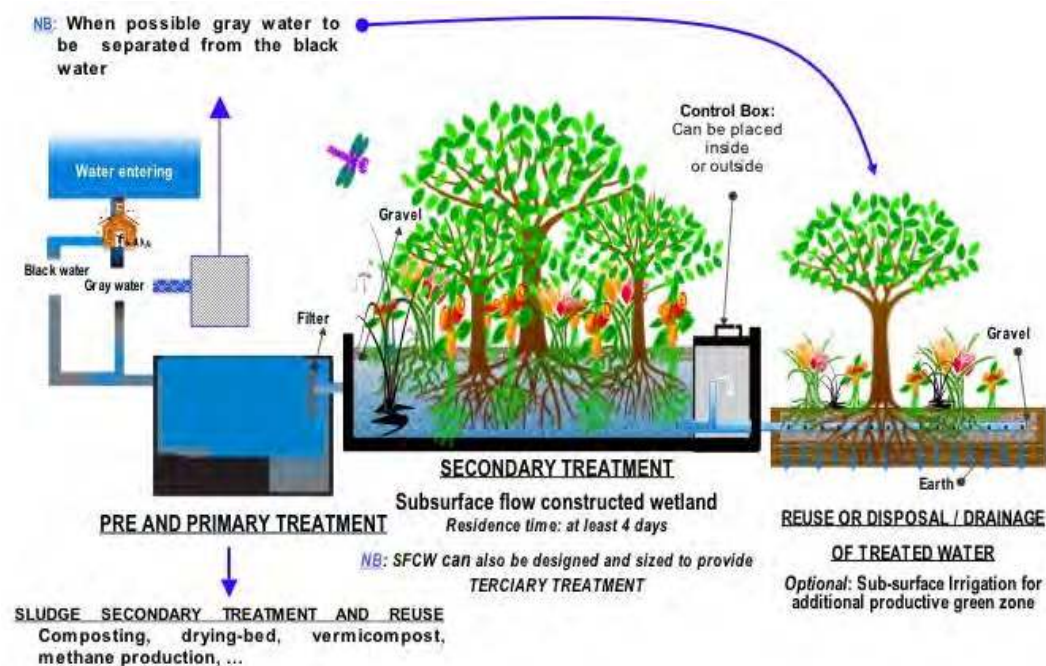 NB: When possible gray water to
be separated from the black
water
Control Box:
Can be placed
inside
or outside
Water entering
Gravel
Black water
Gray water
Filter
Gravel
Earth
SECONDARY TREATMENT
Subsurface flow constructed wetland
Residence time: at least 4 days
NB: SFCW can also be designed and sized to provide
TERCIARY TREATMENT
PRE AND PRIMARY TREATMENT
REUSE OR DISPOSAL / DRAINAGE
OF TREATED WATER
Optional: Sub-surface Irrigation for
additional productive green zone
SLUDGE SECONDARY TREATMENT AND REUSE
Composting, drying-bed, vermicompost,
methane production, ...